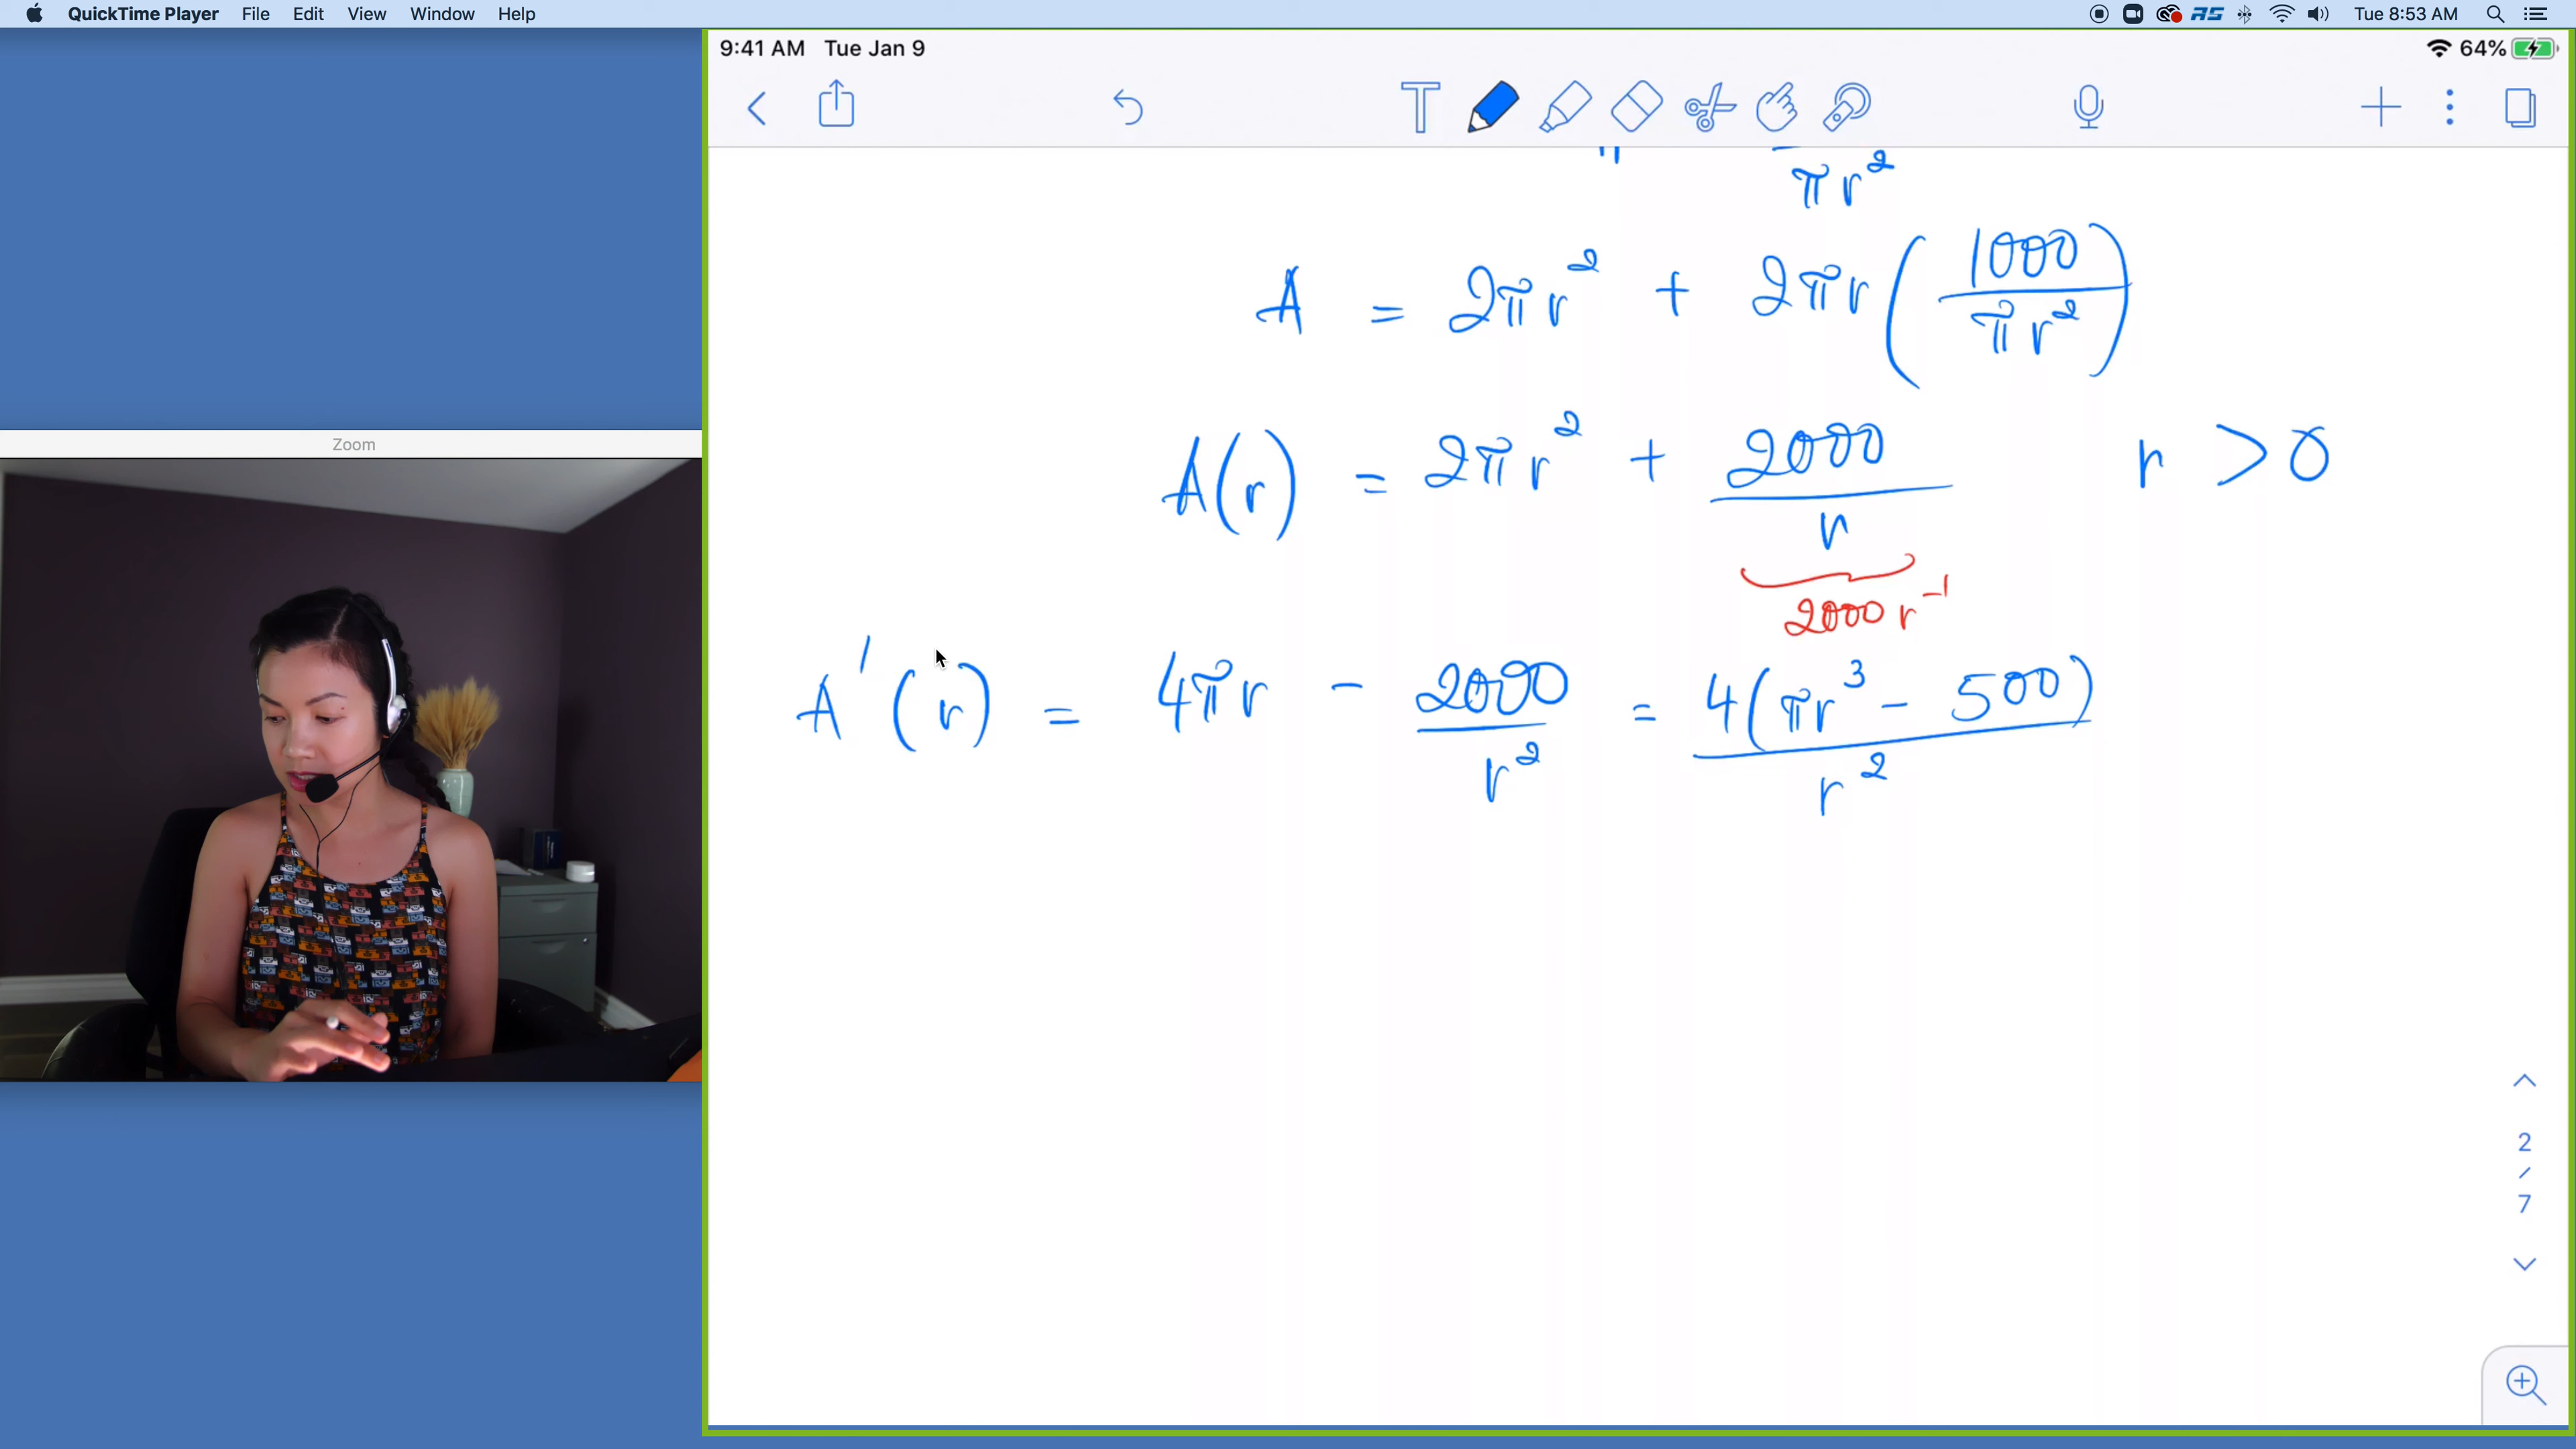 QuickTime Player File Edit View Window Help Tue 8:53 AM
9:41 AM Tue Jan 9 64%
Zoom
πr²
A = 2πr² + 2πr(1000/πr²)
A(r) = 2πr² + 2000/r r > 0
2000r⁻¹
A'(r) = 4πr - 2000/r² = 4(πr³ - 500)/r²
2
/
7